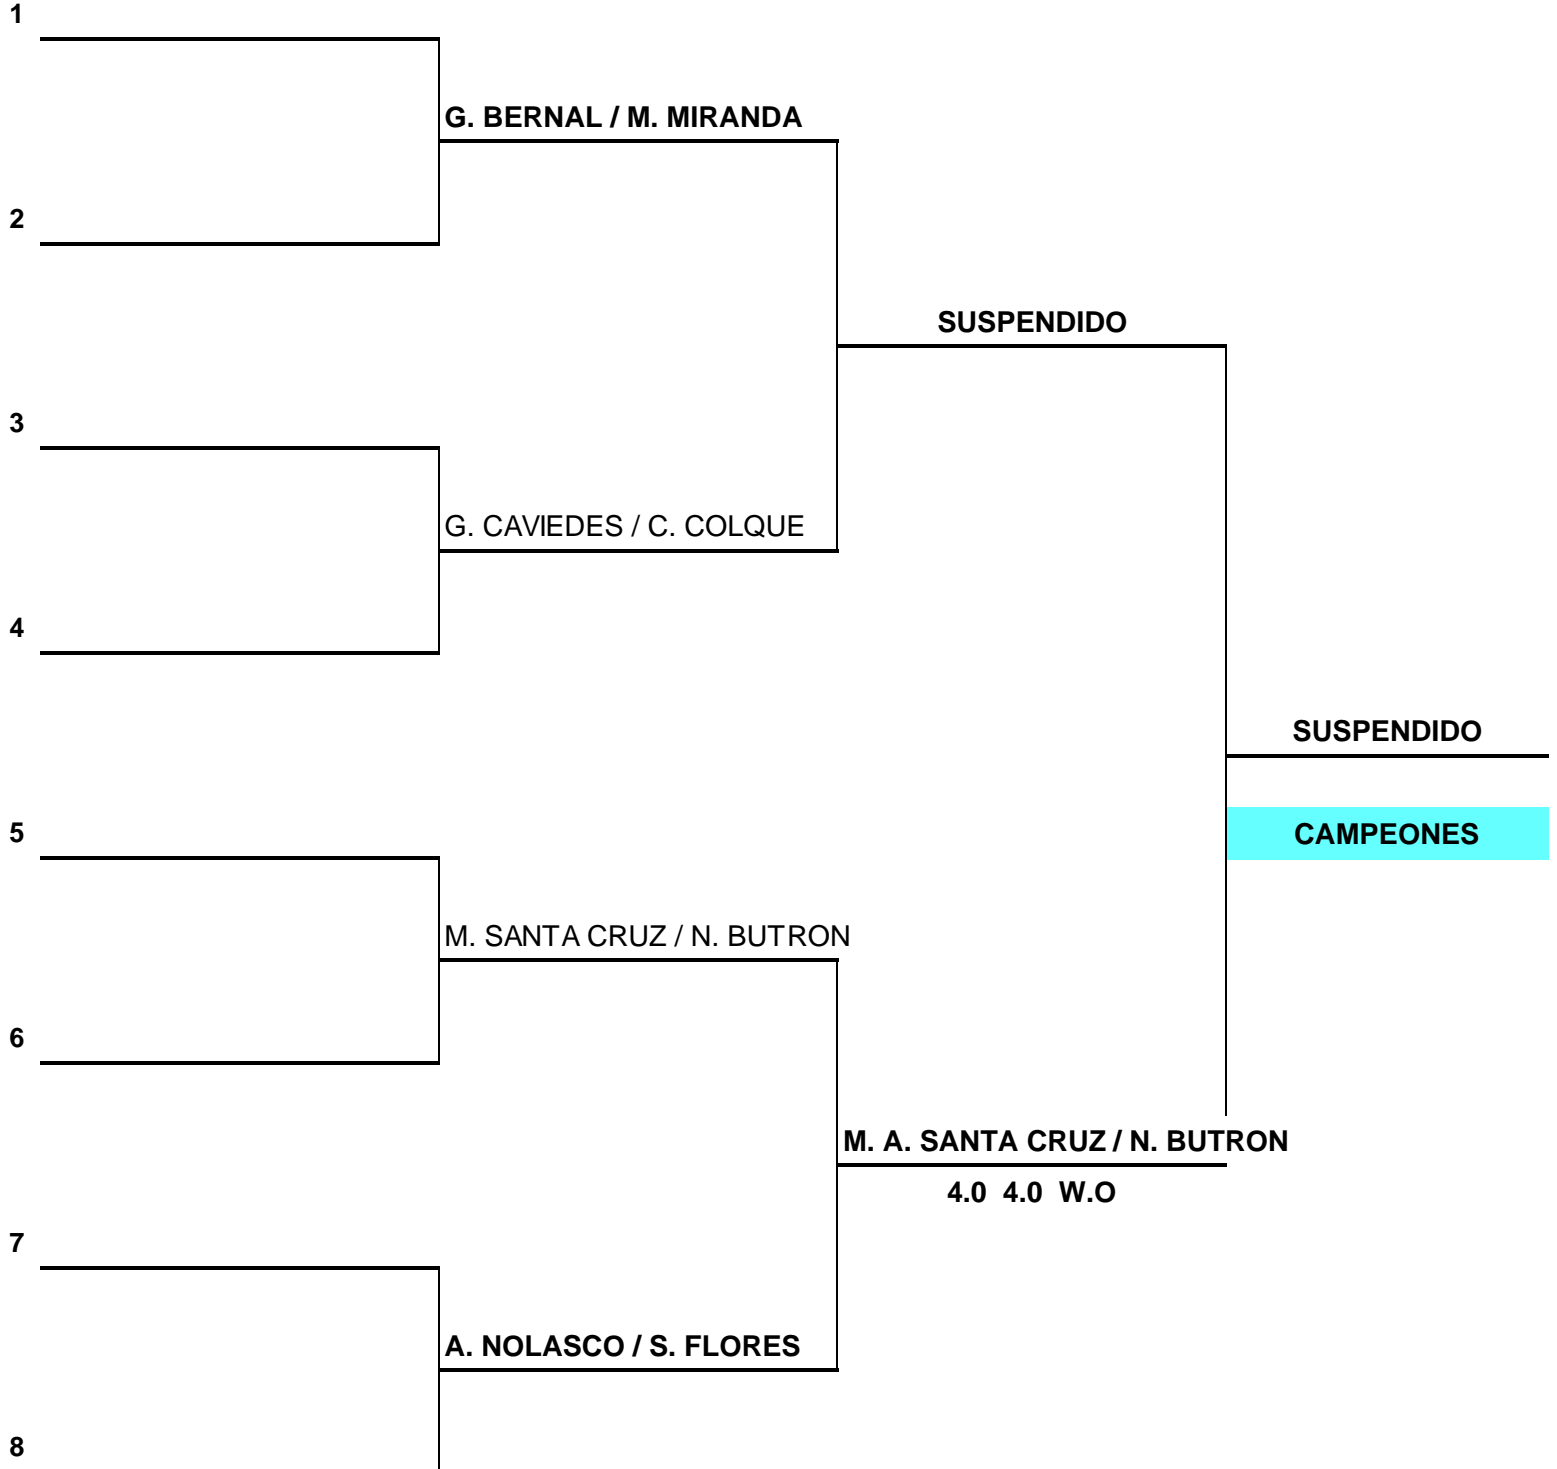 1
G. BERNAL / M. MIRANDA
2
SUSPENDIDO
3
G. CAVIEDES / C. COLQUE
4
SUSPENDIDO
5
CAMPEONES
M. SANTA CRUZ / N. BUTRON
6
M. A. SANTA CRUZ / N. BUTRON
4.0 4.0 W.O
7
A. NOLASCO / S. FLORES
8